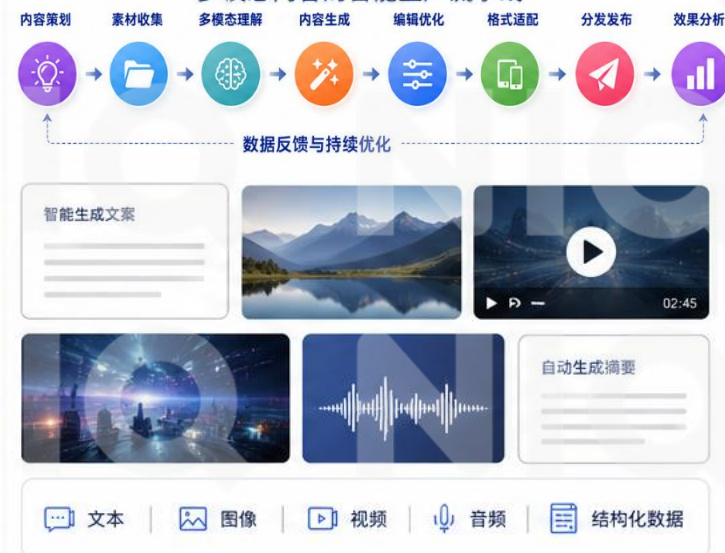 内容策划 素材收集 多模态理解 内容生成 编辑优化 格式适配 分发发布 效果分析
数据反馈与持续优化
智能生成文案
02:45
自动生成摘要
文本 图像 视频 音频 结构化数据